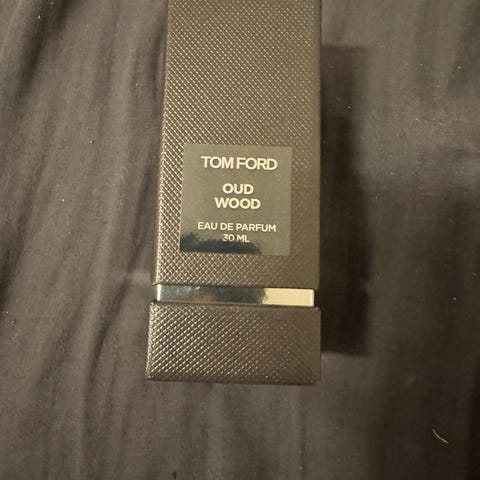 TOM FORD
OUD
WOOD
EAU DE PARFUM
30 ML